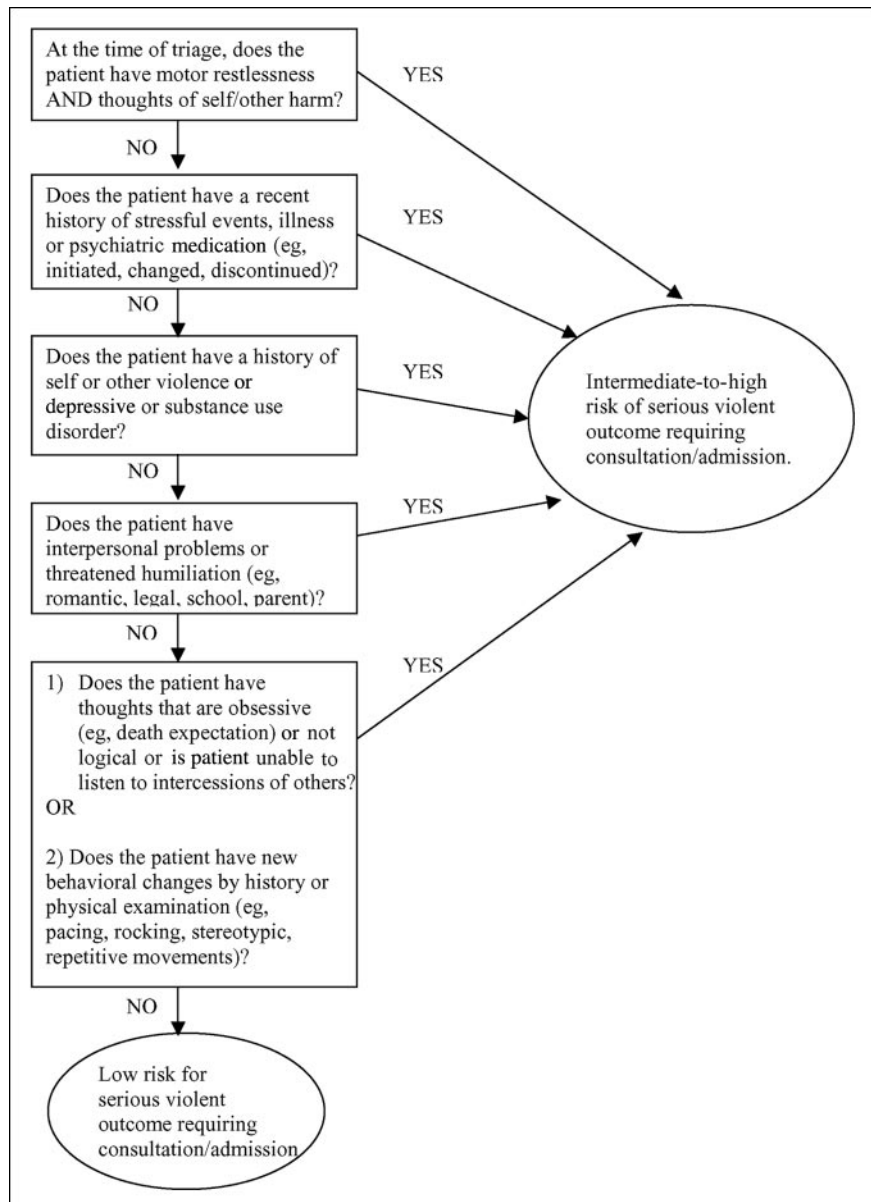 At the time of triage, does the
patient have motor restlessness
AND thoughts of self/other harm?
YES
NO
Does the patient have a recent
history of stressful events, illness
or psychiatric medication (eg,
initiated, changed, discontinued)?
YES
NO
Does the patient have a history of
self or other violence or
depressive or substance use
disorder?
YES
Intermediate-to-high
risk of serious violent
outcome requiring
consultation/admission.
NO
Does the patient have
interpersonal problems or
threatened humiliation (eg,
romantic, legal, school, parent)?
YES
NO
1) Does the patient have
thoughts that are obsessive
(eg, death expectation) or not
logical or is patient unable to
listen to intercessions of others?
OR
2) Does the patient have new
behavioral changes by history or
physical examination (eg,
pacing, rocking, stereotypic,
repetitive movements)?
YES
NO
Low risk for
serious violent
outcome requiring
consultation/admission